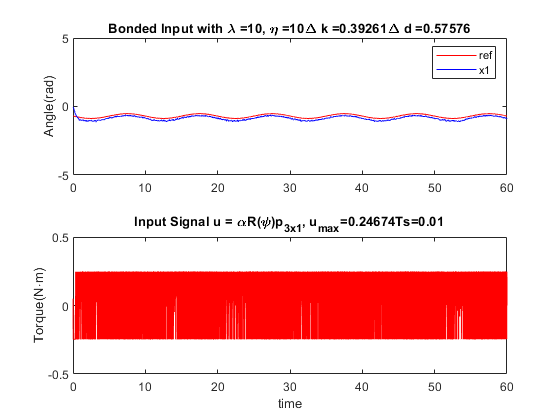 Bonded Input with λ =10, η =10Δ k =0.39261Δ d =0.57576
5
ref
x1
Angle(rad)
0
-5
0 10 20 30 40 50 60
Input Signal u = αR(ψ)p3x1, umax=0.24674Ts=0.01
0.5
Torque(N·m)
0
-0.5
0 10 20 30 40 50 60
time